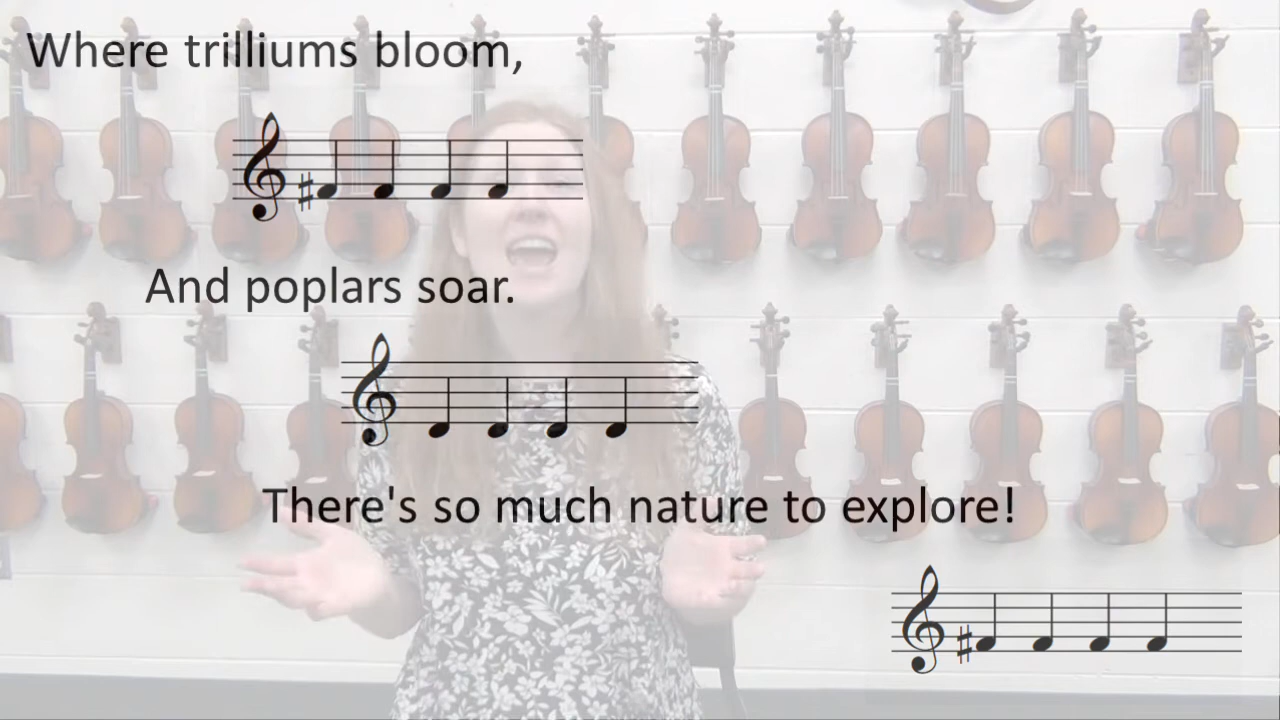 Where trilliums bloom,
And poplars soar.
There's so much nature to explore!